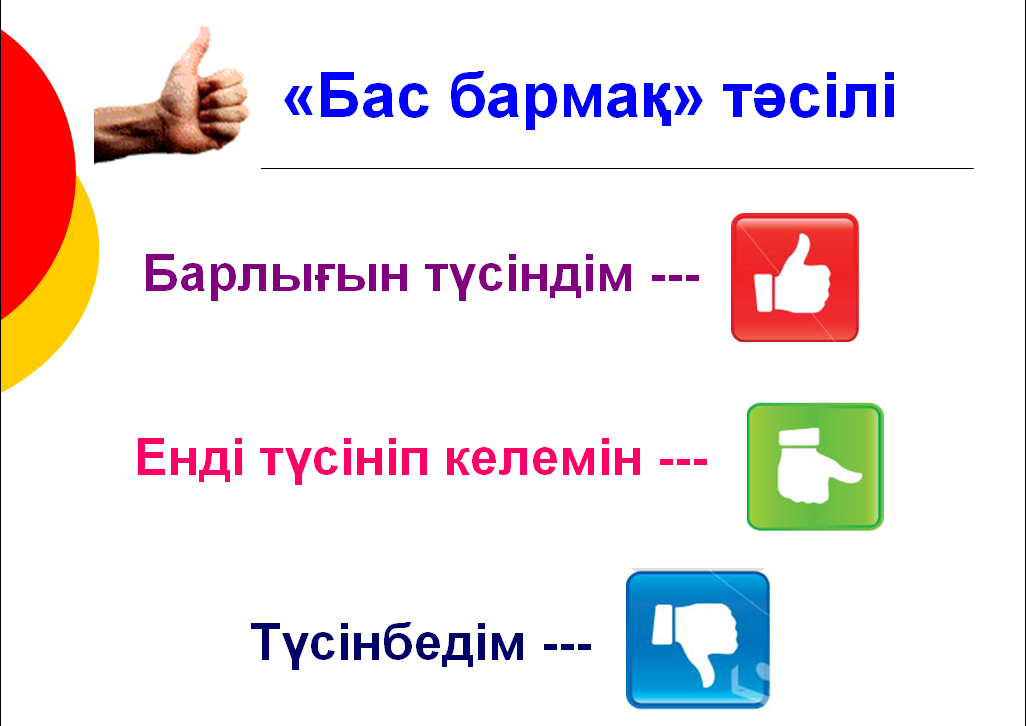 «Бас бармақ» тәсілі
Барлығын түсіндім ---
Енді түсініп келемін ---
Түсінбедім ---